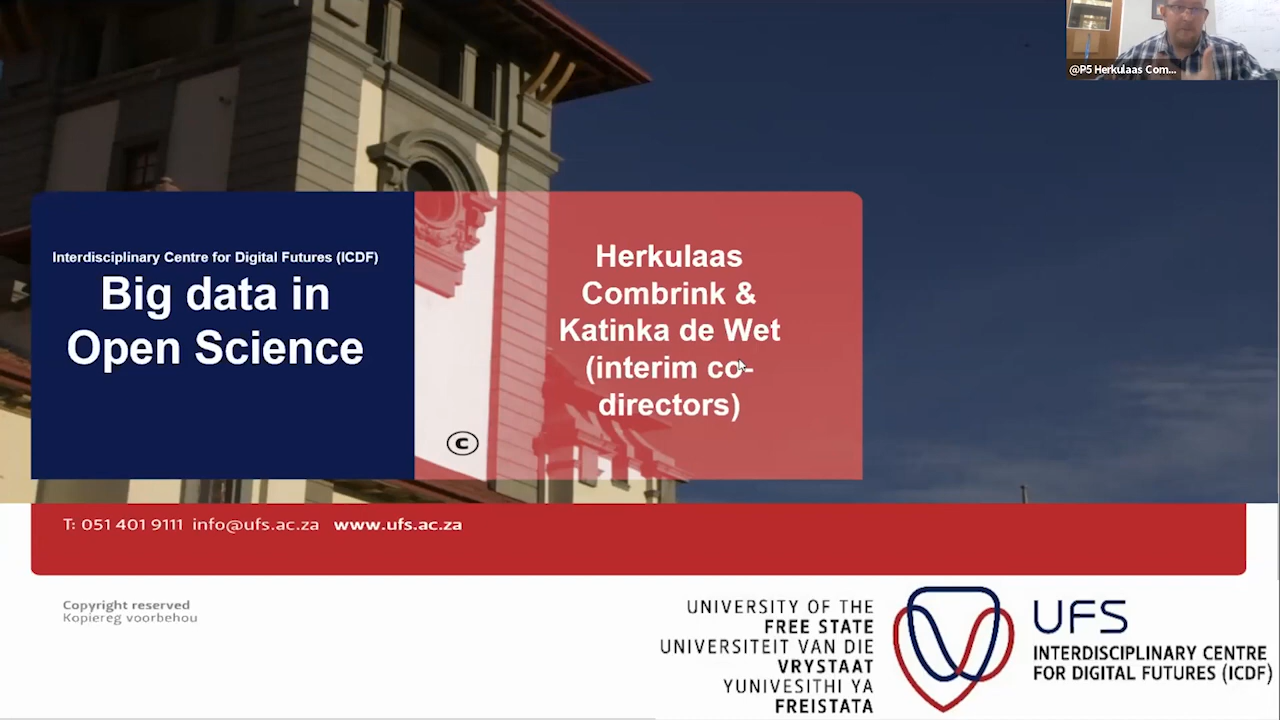 @P5 Herkulaas Com...
Interdisciplinary Centre for Digital Futures (ICDF)
Big data in
Open Science
Herkulaas
Combrink &
Katinka de Wet
(interim co-
directors)
©
T: 051 401 9111 info@ufs.ac.za www.ufs.ac.za
Copyright reserved
Kopiereg voorbehou
UNIVERSITY OF THE
FREE STATE
UNIVERSITEIT VAN DIE
VRYSTAAT
YUNIVESITHI YA
FREISTATA
UFS
INTERDISCIPLINARY CENTRE
FOR DIGITAL FUTURES (ICDF)